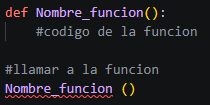 def Nombre_funcion():
    #codigo de la funcion

#llamar a la funcion
Nombre_funcion ()